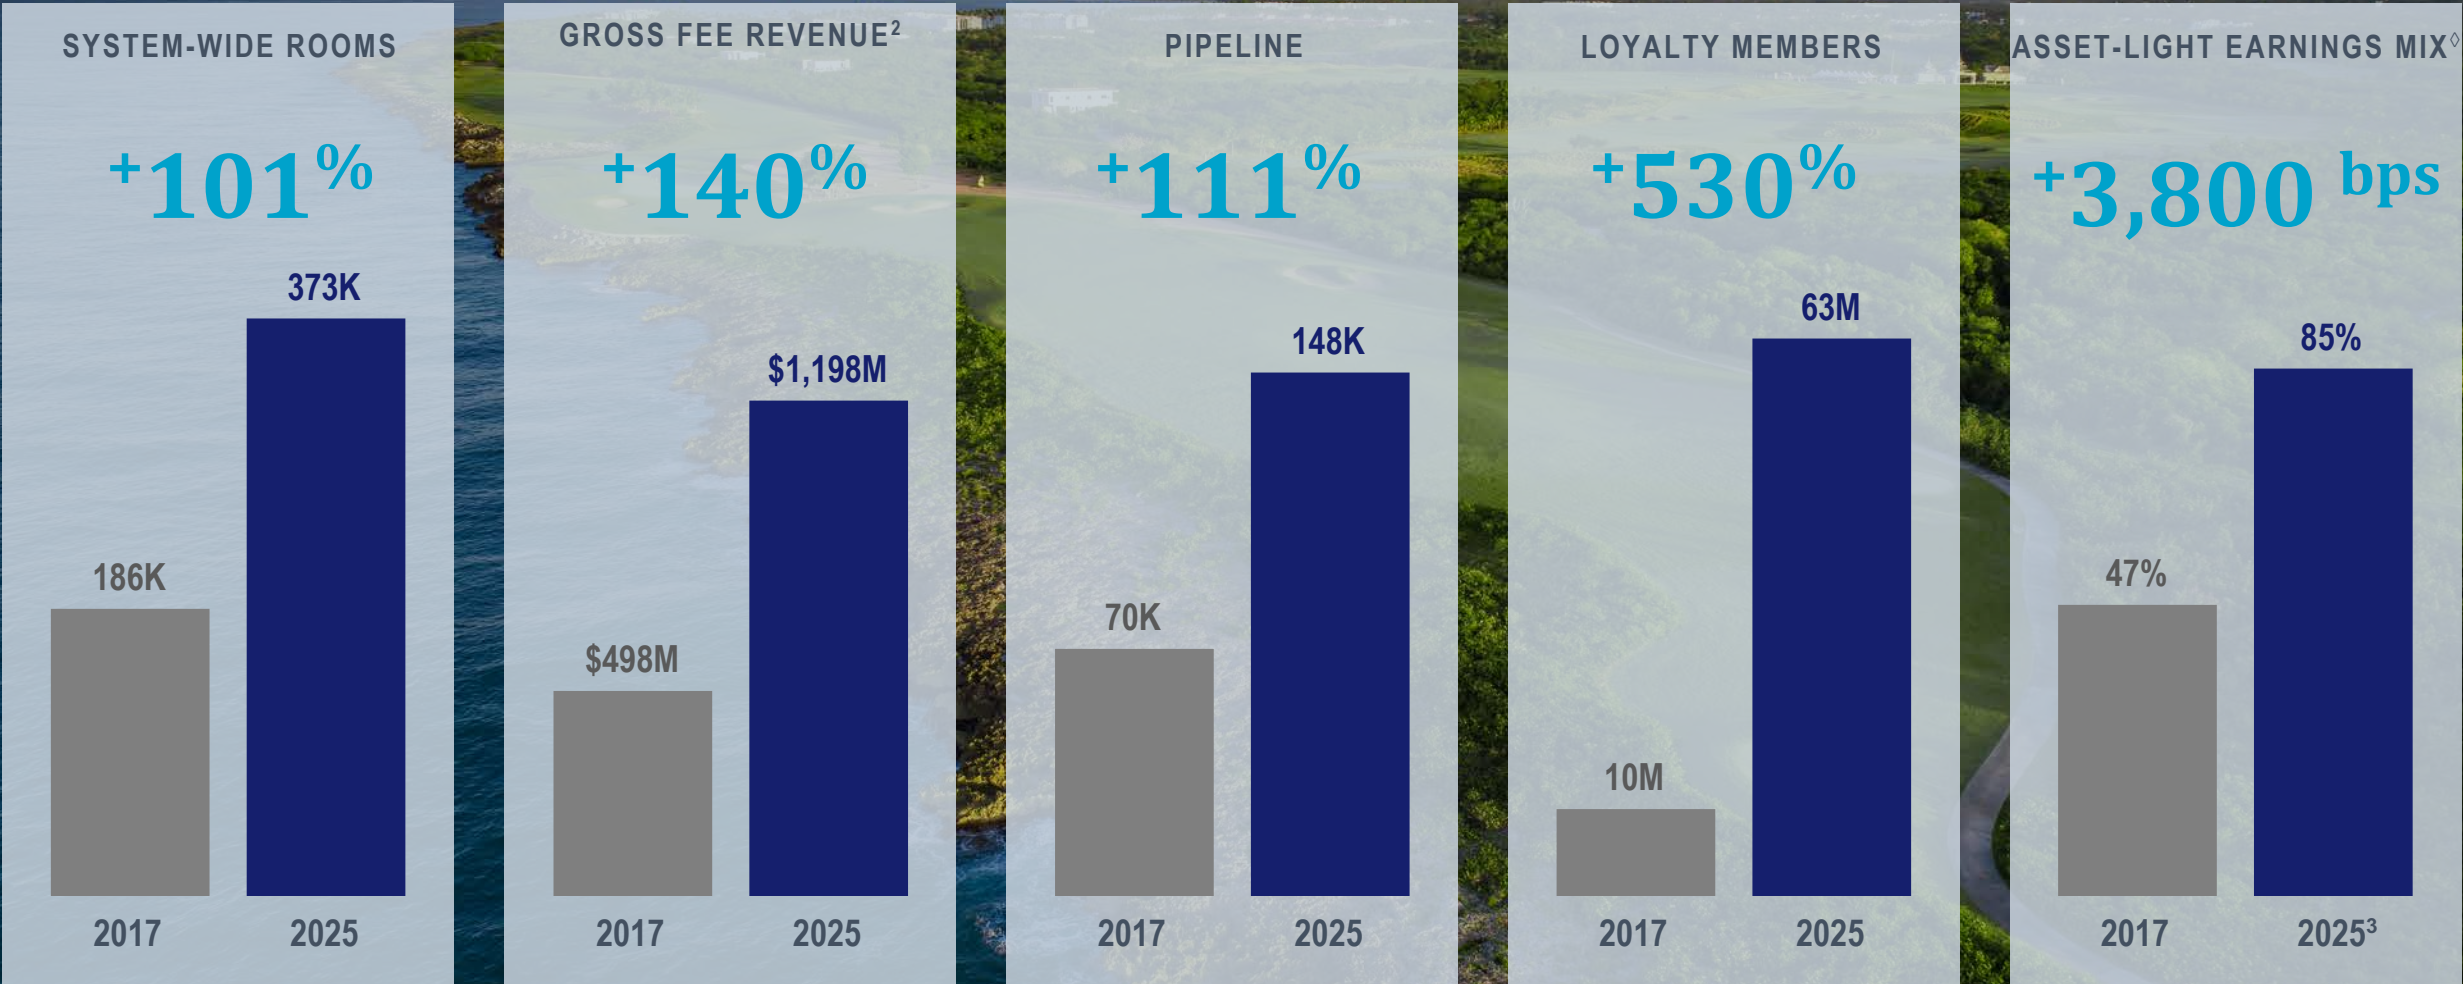 SYSTEM-WIDE ROOMS
+101%
373K
186K
2017 2025
GROSS FEE REVENUE²
+140%
$1,198M
$498M
2017 2025
PIPELINE
+111%
148K
70K
2017 2025
LOYALTY MEMBERS
+530%
63M
10M
2017 2025
ASSET-LIGHT EARNINGS MIX◊
+3,800 bps
85%
47%
2017 2025³